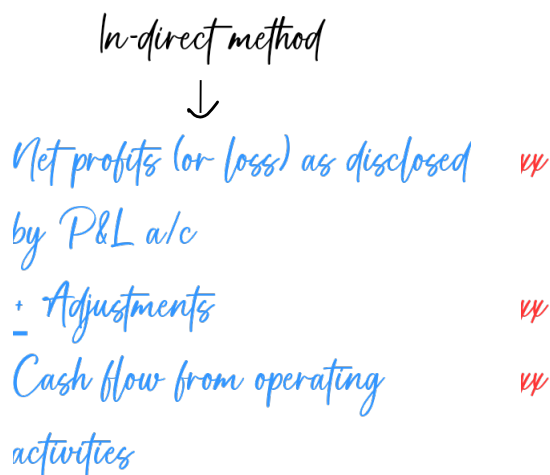 In-direct method
Net profits (or loss) as disclosed xx
by P&L a/c
± Adjustments xx
Cash flow from operating xx
activities